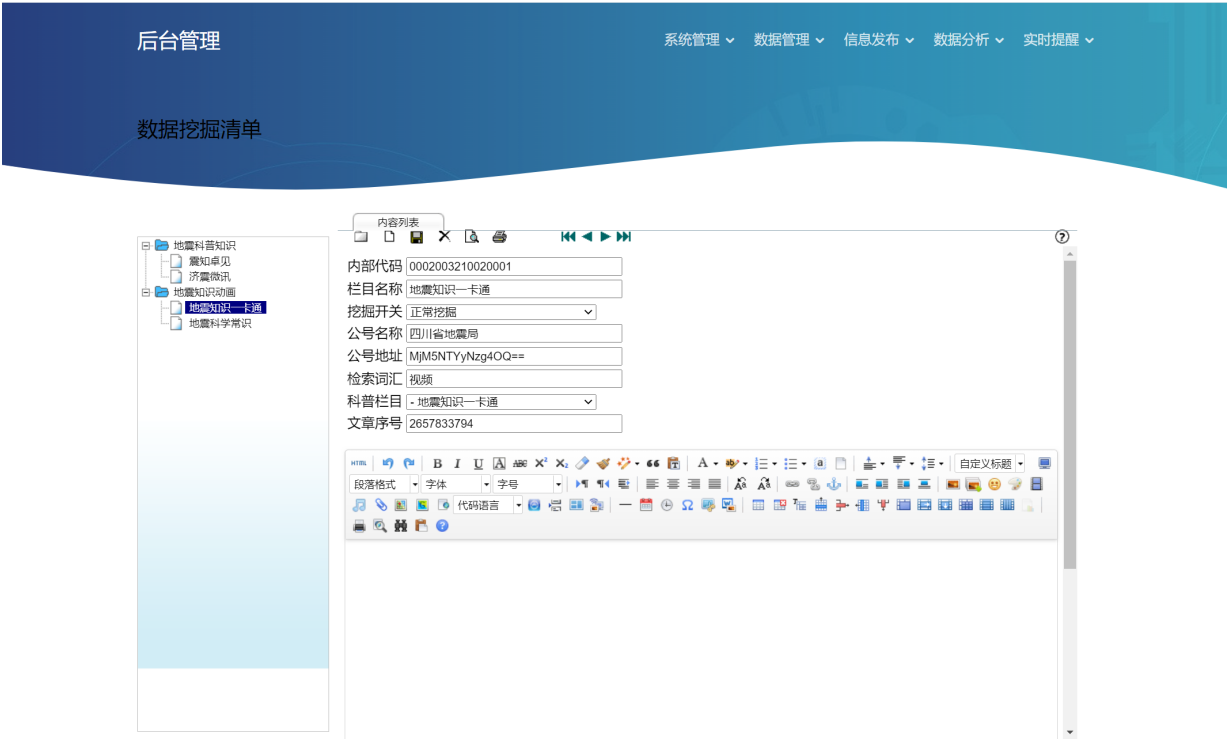 后台管理
系统管理 数据管理 信息发布 数据分析 实时提醒
数据挖掘清单
内容列表
地震科普知识
震知卓见
济震微讯
地震知识动画
地震知识一卡通
地震科学常识
内部代码 0002003210020001
栏目名称 地震知识一卡通
挖掘开关 正常挖掘
公号名称 四川省地震局
公号地址 MjM5NTYyNzg4OQ==
检索词汇 视频
科普栏目 - 地震知识一卡通
文章序号 2657833794
HTML B I U A ABC X² X₂ A 自定义标题
段落格式 字体 字号
代码语言